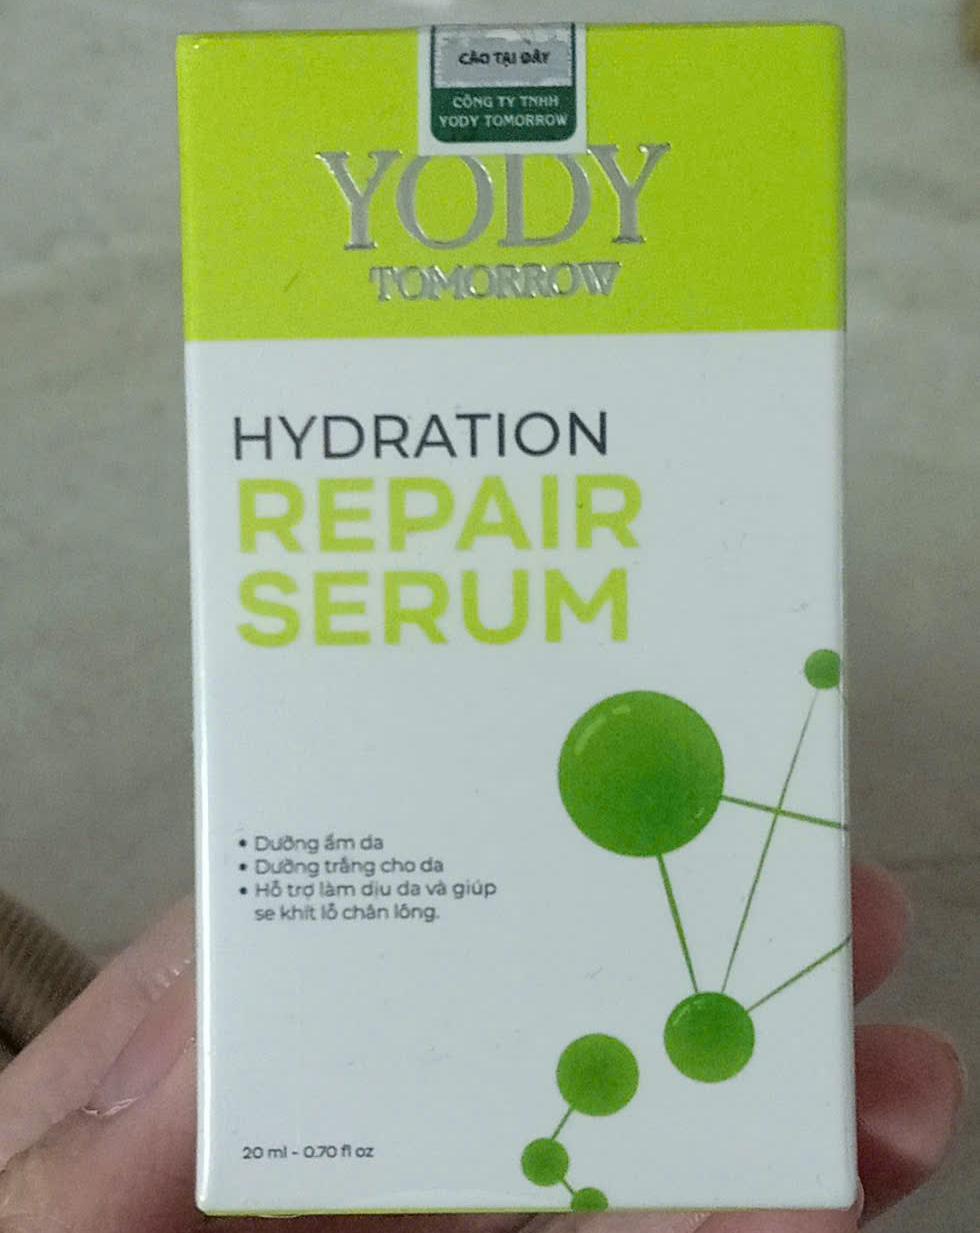 CÀO TẠI ĐÂY
CÔNG TY TNHH
YODY TOMORROW
YODY
TOMORROW
HYDRATION
REPAIR
SERUM
• Dưỡng ẩm da
• Dưỡng trắng cho da
• Hỗ trợ làm dịu da và giúp
se khít lỗ chân lông.
20 ml - 0.70 fl oz